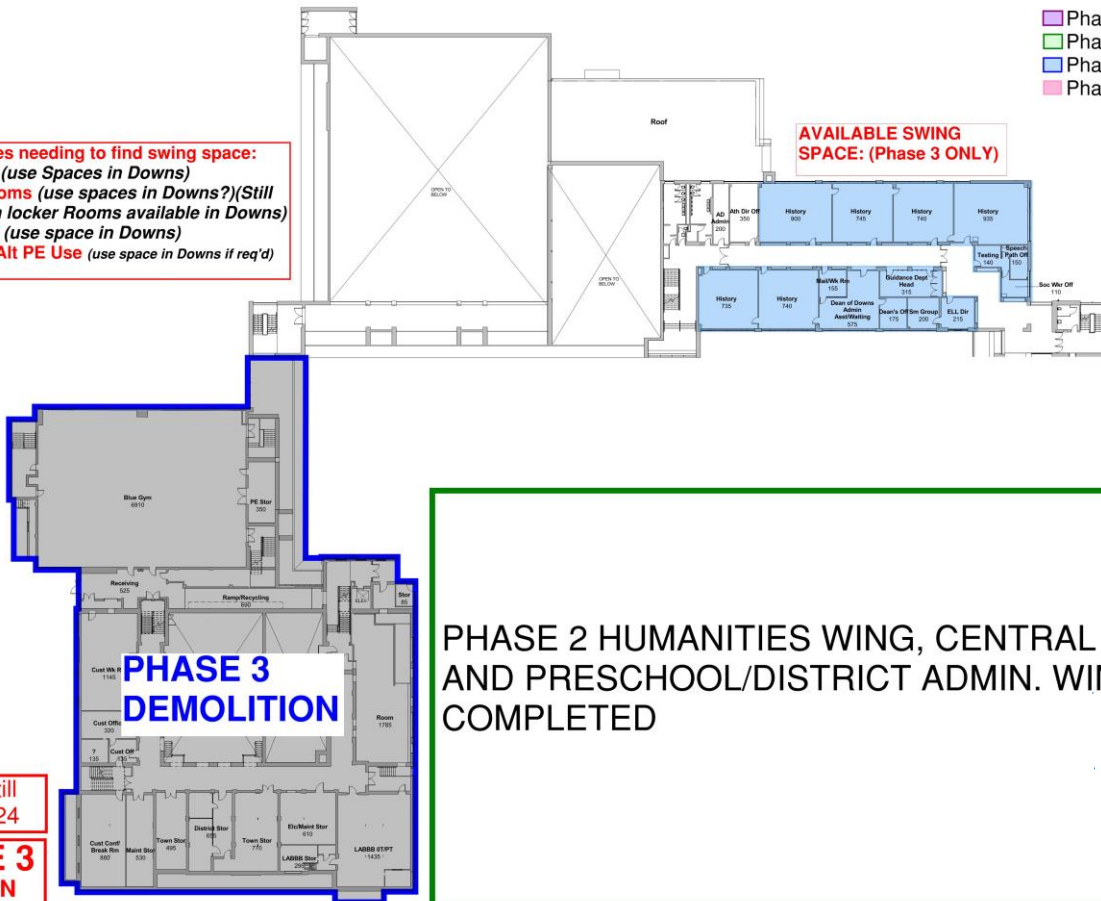 Pha
Pha
Pha
Pha
es needing to find swing space:
(use Spaces in Downs)
oms (use spaces in Downs?)(Still
locker Rooms available in Downs)
(use space in Downs)
Alt PE Use (use space in Downs if req'd)
AVAILABLE SWING
SPACE: (Phase 3 ONLY)
Roof
OPEN TO
BELOW
OPEN TO
BELOW
AD
Admin
200
Ath Dir Off
350
History
900
History
745
History
740
History
935
Testing
140
Speech
Path Off
150
Soc Wkr Off
110
History
735
History
740
Mail/Wk Rm
155
Dean of Downs
Admin
Asst/Waiting
575
Guidance Dept
Head
315
Dean's Off
175
Sm Group
200
ELL Dir
215
Blue Gym
6910
PE Stor
350
Receiving
525
Ramp/Recycling
690
ELEV
Stor
85
Cust Wk R
1145
PHASE 3
DEMOLITION
Room
1795
Cust Offic
320
?
135
Cust Off
135
PHASE 2 HUMANITIES WING, CENTRAL
AND PRESCHOOL/DISTRICT ADMIN. WI
COMPLETED
till
24
E 3
N
Cust Conf/
Break Rm
880
Maint Stor
530
Town Stor
495
District Stor
Town Stor
770
Elc/Maint Stor
610
LABBB Stor
LABBB OT/PT
1435